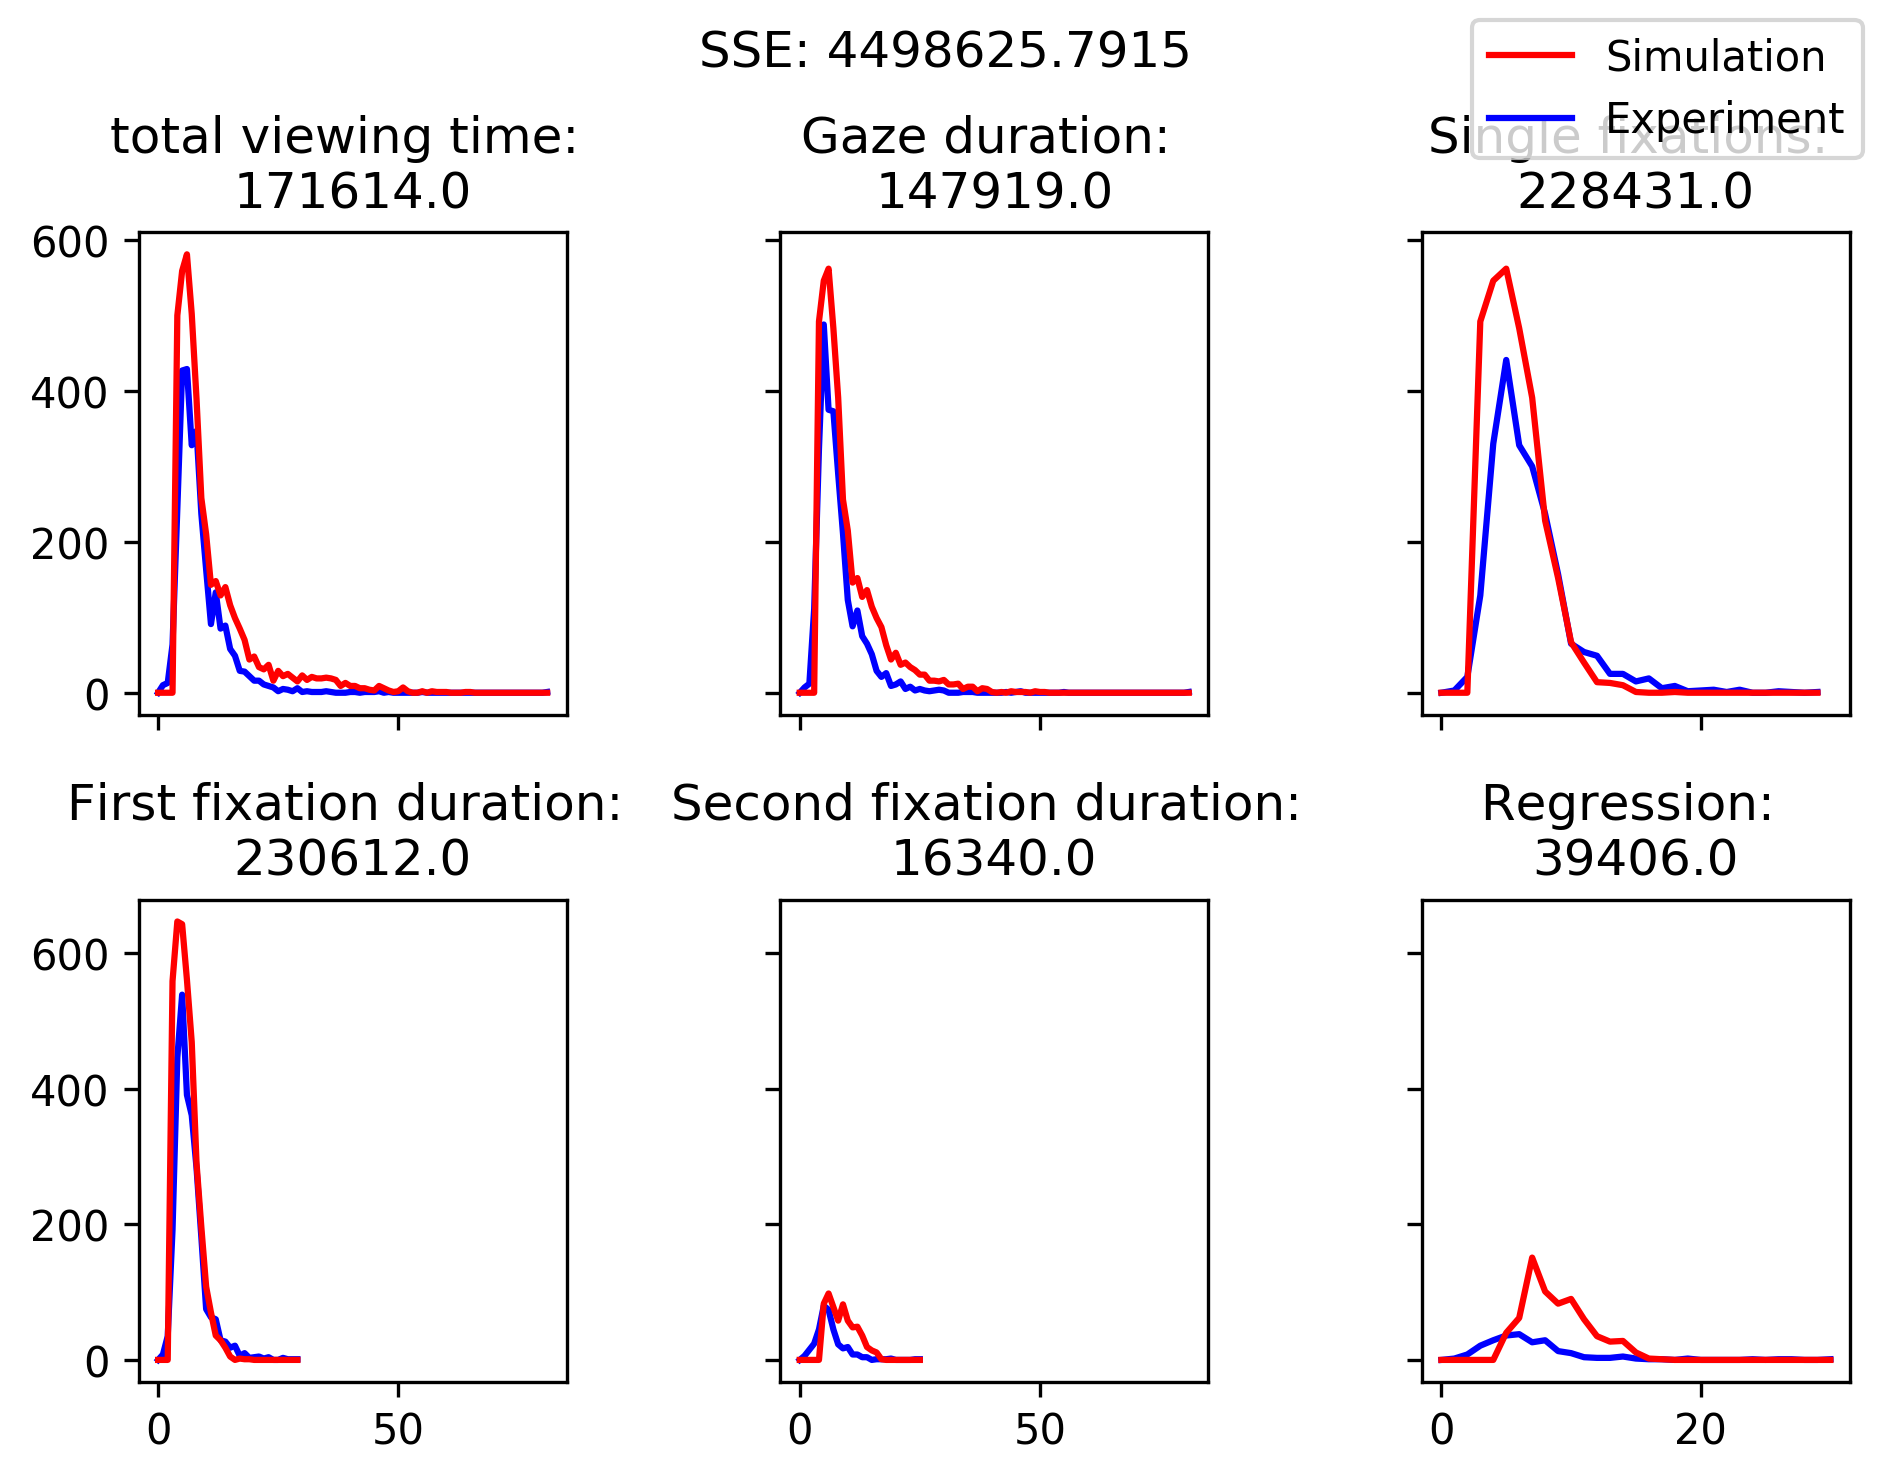 SSE: 4498625.7915
Simulation
Experiment
total viewing time:
171614.0
Gaze duration:
147919.0
Single fixations:
228431.0
600
400
200
0
First fixation duration:
230612.0
Second fixation duration:
16340.0
Regression:
39406.0
600
400
200
0
0
50
0
50
0
20